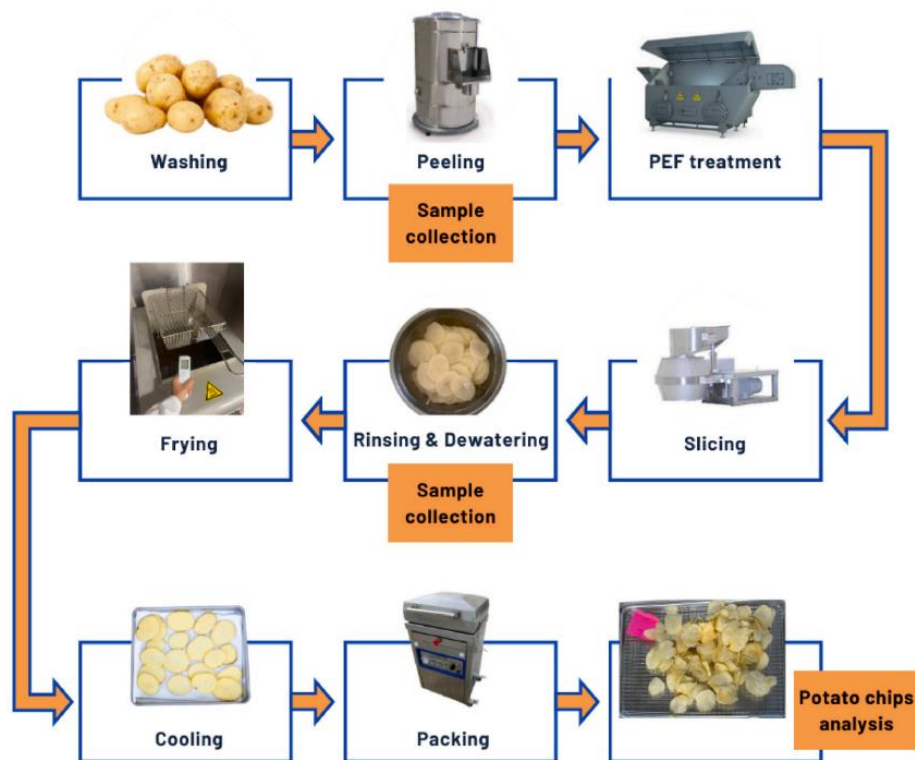 Washing
Peeling
PEF treatment
Sample
collection
Frying
Rinsing & Dewatering
Slicing
Sample
collection
Cooling
Packing
Potato chips
analysis